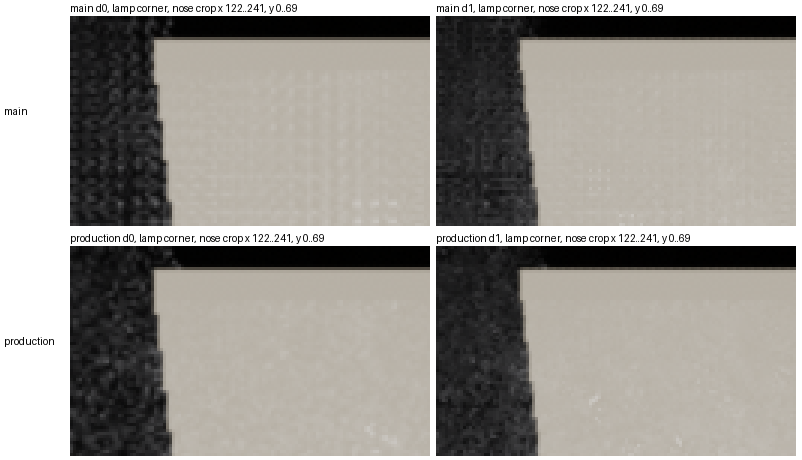 main d0, lamp corner, nose crop x 122..241, y 0..69
main d1, lamp corner, nose crop x 122..241, y 0..69
main
production d0, lamp corner, nose crop x 122..241, y 0..69
production d1, lamp corner, nose crop x 122..241, y 0..69
production